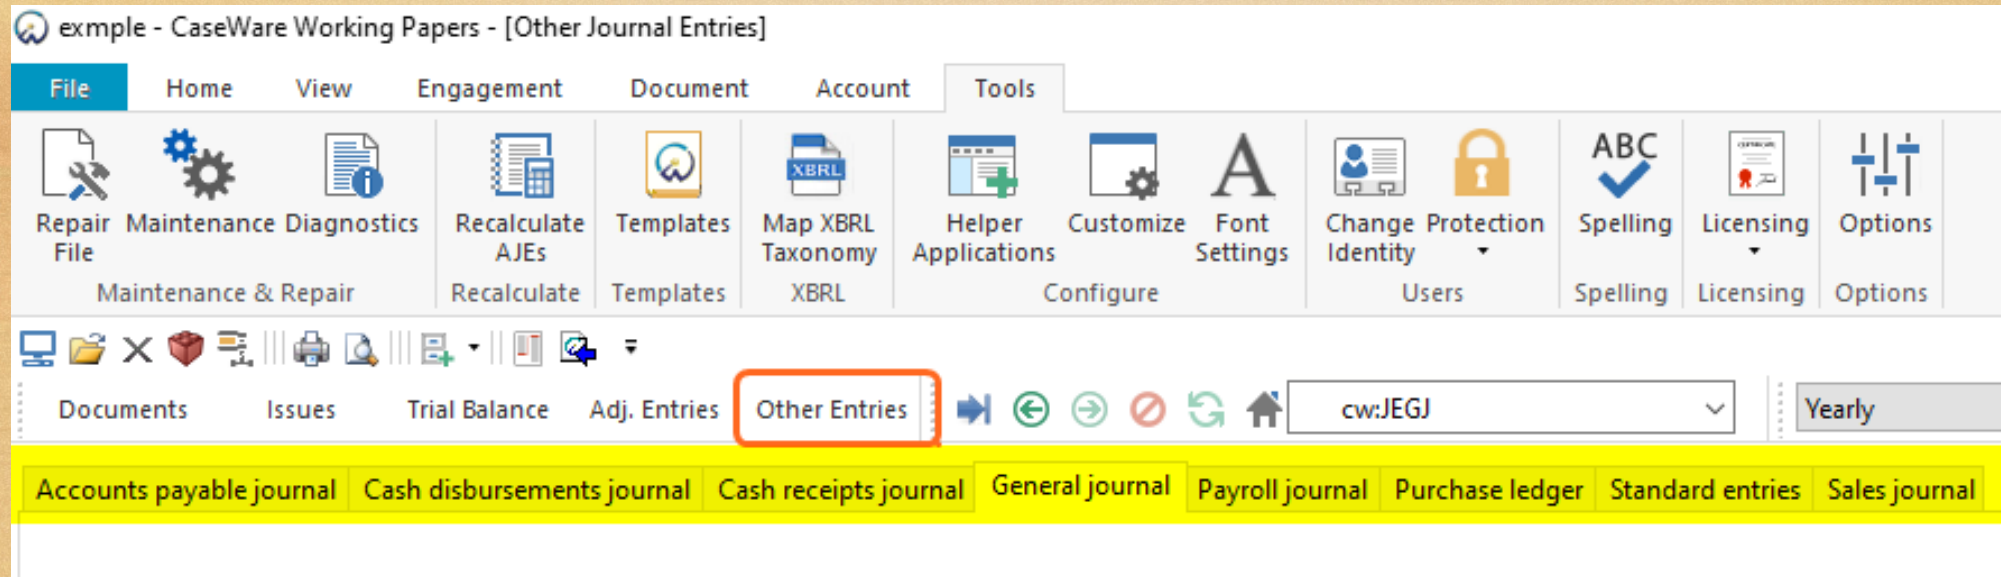 exmple - CaseWare Working Papers - [Other Journal Entries]
File Home View Engagement Document Account Tools
Repair File Maintenance Diagnostics Recalculate AJEs Templates Map XBRL Taxonomy Helper Applications Customize Font Settings Change Identity Protection Spelling Licensing Options
XBRL A ABC
Maintenance & Repair Recalculate Templates XBRL Configure Users Spelling Licensing Options
Documents Issues Trial Balance Adj. Entries Other Entries cw:JEGJ Yearly
Accounts payable journal Cash disbursements journal Cash receipts journal General journal Payroll journal Purchase ledger Standard entries Sales journal